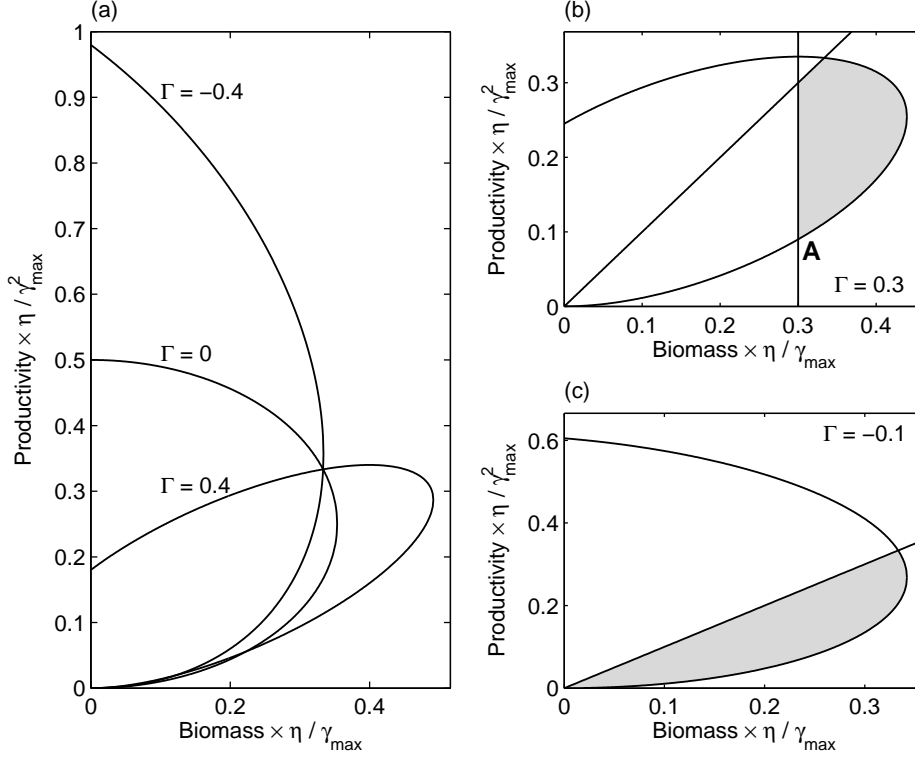 (a)
1
0.9
0.8
0.7
0.6
0.5
0.4
0.3
0.2
0.1
0
Productivity × η / γ²max
Γ = −0.4
Γ = 0
Γ = 0.4
0 0.2 0.4
Biomass × η / γmax
(b)
0.3
0.2
0.1
0
Productivity × η / γ²max
A
Γ = 0.3
0 0.1 0.2 0.3 0.4
Biomass × η / γmax
(c)
0.6
0.4
0.2
0
Productivity × η / γ²max
Γ = −0.1
0 0.1 0.2 0.3
Biomass × η / γmax